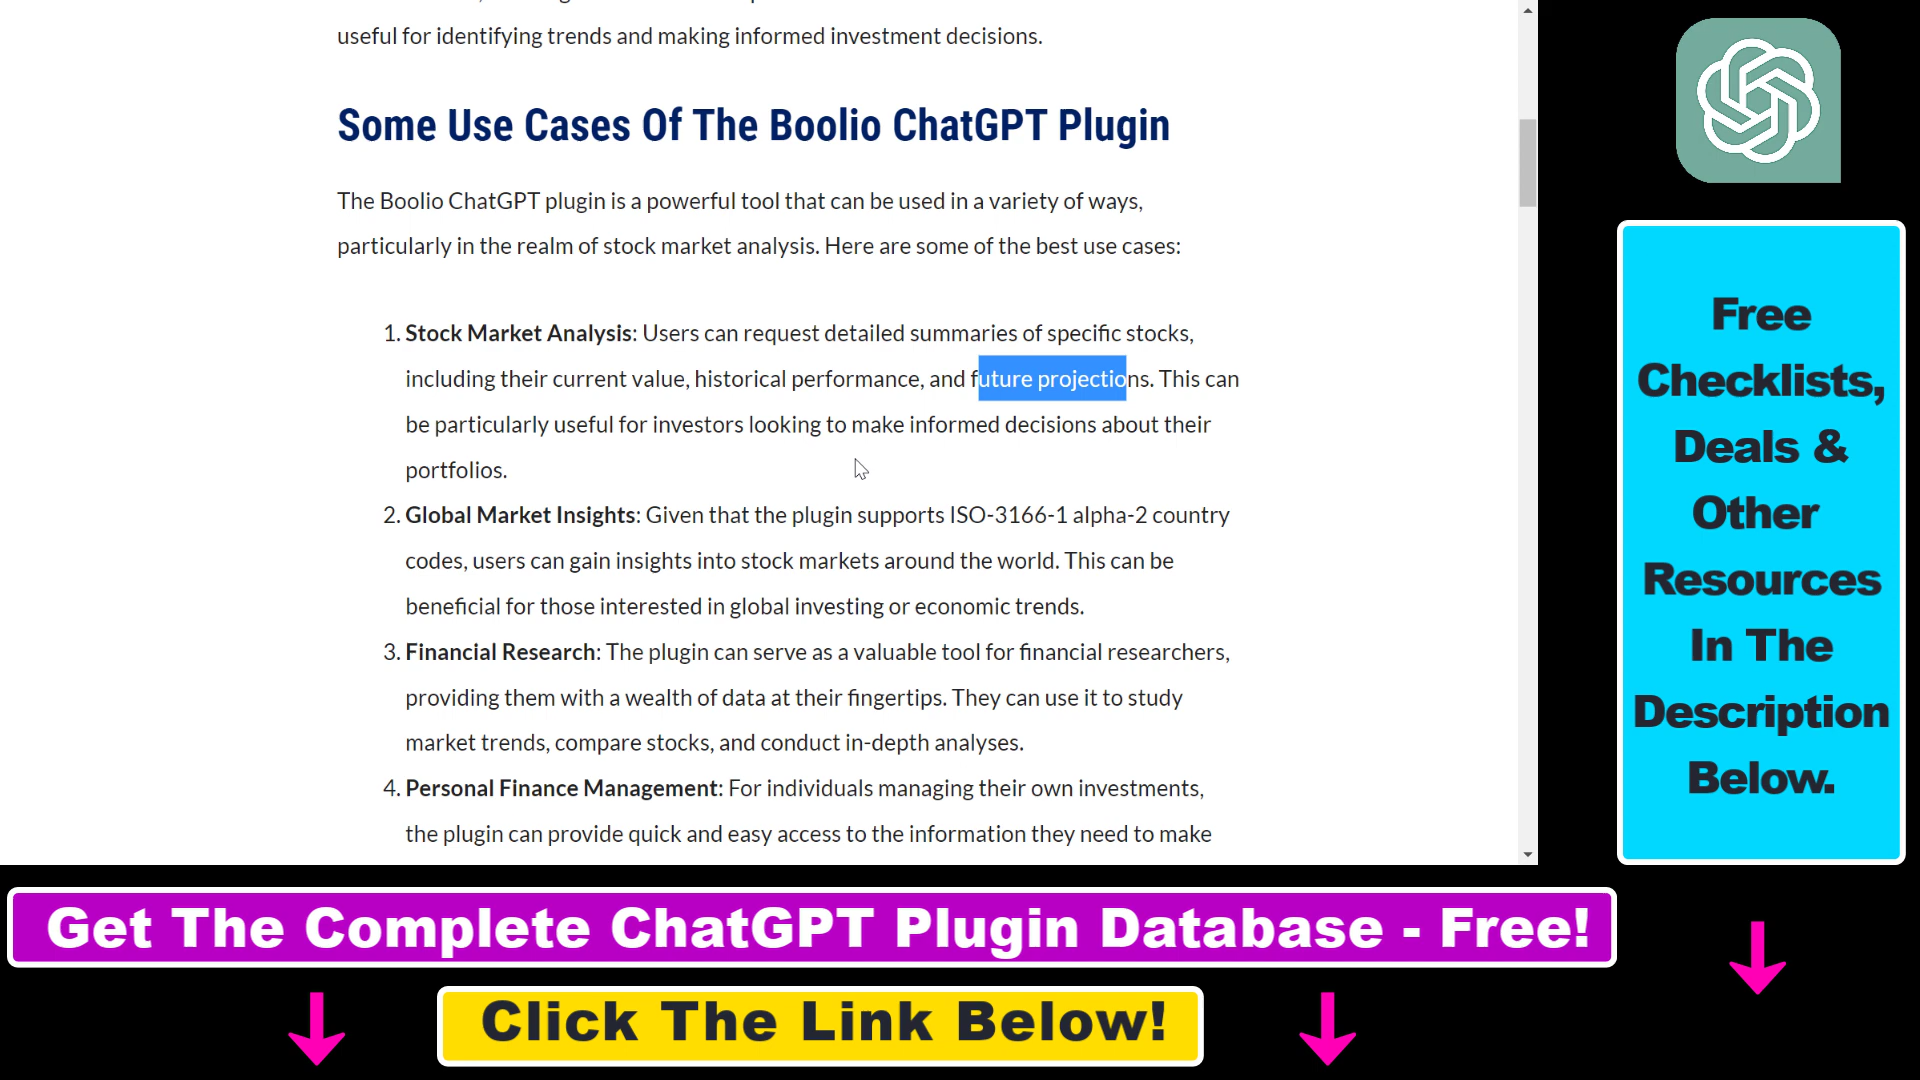 useful for identifying trends and making informed investment decisions.
Some Use Cases Of The Boolio ChatGPT Plugin
The Boolio ChatGPT plugin is a powerful tool that can be used in a variety of ways,
particularly in the realm of stock market analysis. Here are some of the best use cases:
1. Stock Market Analysis: Users can request detailed summaries of specific stocks,
including their current value, historical performance, and future projections. This can
be particularly useful for investors looking to make informed decisions about their
portfolios.
2. Global Market Insights: Given that the plugin supports ISO-3166-1 alpha-2 country
codes, users can gain insights into stock markets around the world. This can be
beneficial for those interested in global investing or economic trends.
3. Financial Research: The plugin can serve as a valuable tool for financial researchers,
providing them with a wealth of data at their fingertips. They can use it to study
market trends, compare stocks, and conduct in-depth analyses.
4. Personal Finance Management: For individuals managing their own investments,
the plugin can provide quick and easy access to the information they need to make
Free
Checklists,
Deals &
Other
Resources
In The
Description
Below.
Get The Complete ChatGPT Plugin Database - Free!
Click The Link Below!